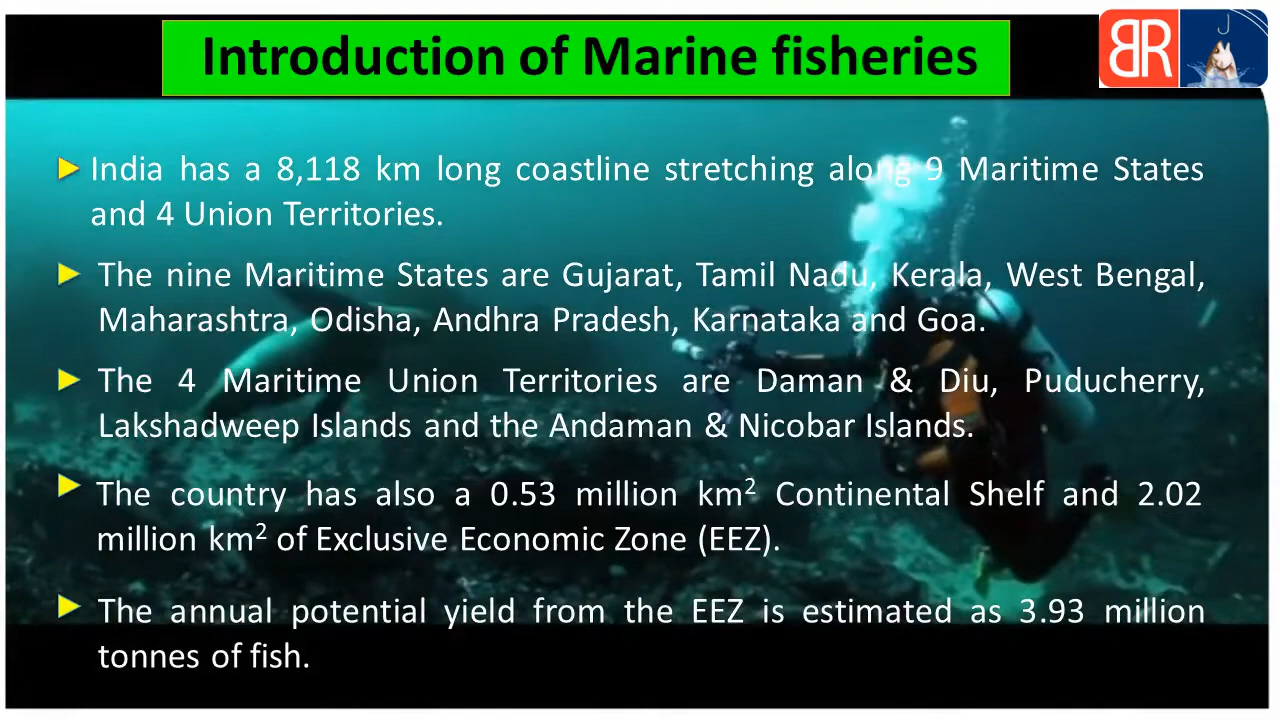 Introduction of Marine fisheries
BR
India has a 8,118 km long coastline stretching along 9 Maritime States
and 4 Union Territories.
The nine Maritime States are Gujarat, Tamil Nadu, Kerala, West Bengal,
Maharashtra, Odisha, Andhra Pradesh, Karnataka and Goa.
The 4 Maritime Union Territories are Daman & Diu, Puducherry,
Lakshadweep Islands and the Andaman & Nicobar Islands.
The country has also a 0.53 million km² Continental Shelf and 2.02
million km² of Exclusive Economic Zone (EEZ).
The annual potential yield from the EEZ is estimated as 3.93 million
tonnes of fish.